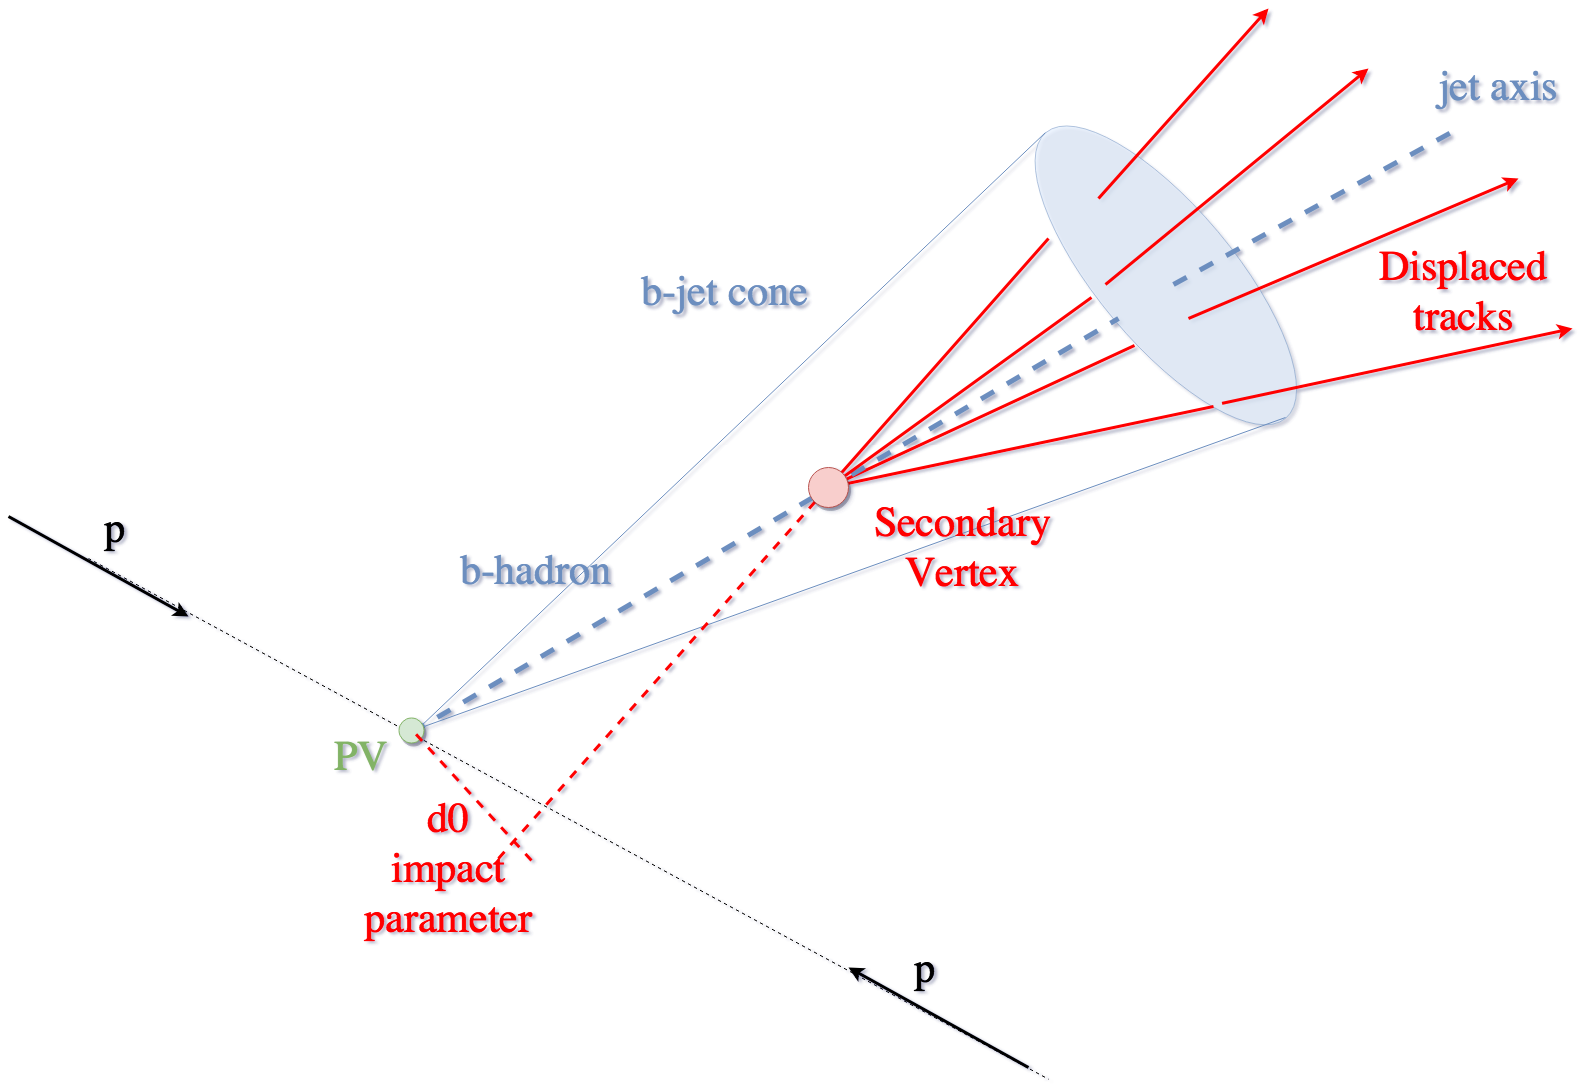 jet axis
Displaced
tracks
b-jet cone
Secondary
Vertex
p
b-hadron
PV
d0
impact
parameter
p